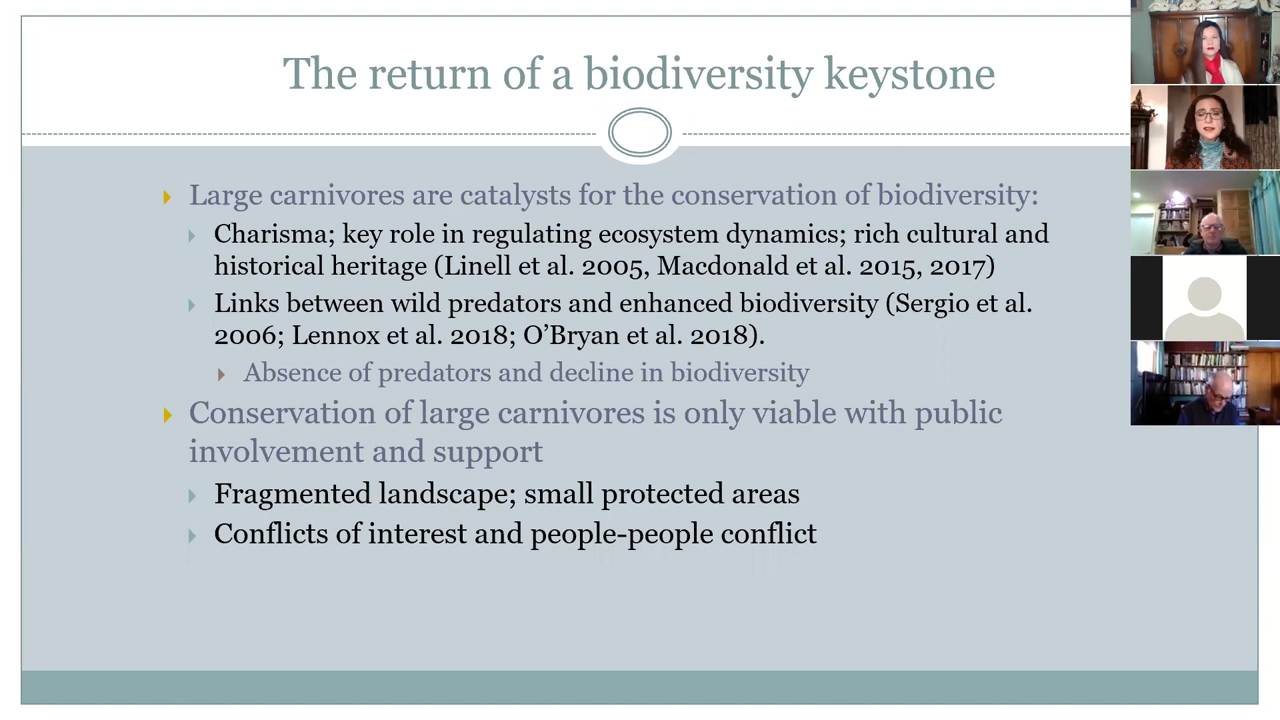 The return of a biodiversity keystone
Large carnivores are catalysts for the conservation of biodiversity:
Charisma; key role in regulating ecosystem dynamics; rich cultural and
historical heritage (Linell et al. 2005, Macdonald et al. 2015, 2017)
Links between wild predators and enhanced biodiversity (Sergio et al.
2006; Lennox et al. 2018; O’Bryan et al. 2018).
Absence of predators and decline in biodiversity
Conservation of large carnivores is only viable with public
involvement and support
Fragmented landscape; small protected areas
Conflicts of interest and people-people conflict